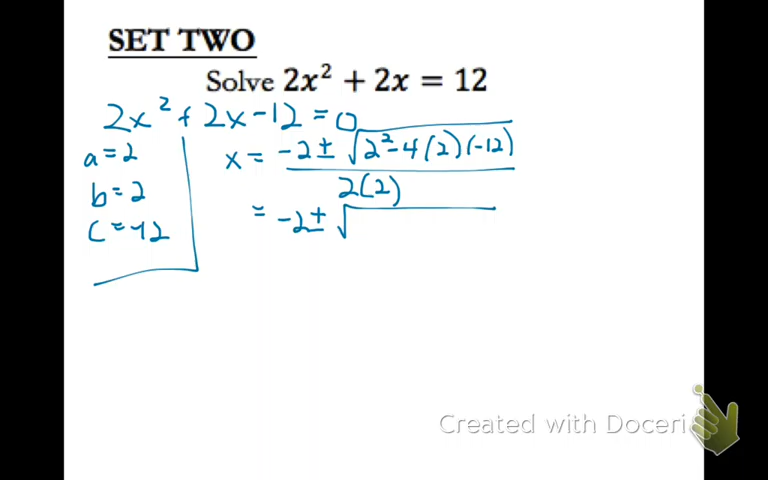 SET TWO
Solve 2x² + 2x = 12
2x² + 2x - 12 = 0
a = 2
x = -2 ± √2² - 4(2)(-12)
b = 2
2(2)
c = -12
= -2 ± √
Created with Doceri